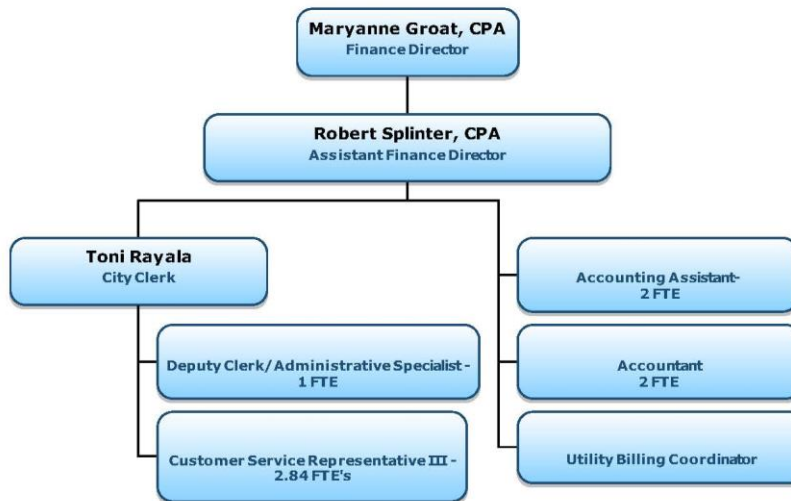 Maryanne Groat, CPA
Finance Director
Robert Splinter, CPA
Assistant Finance Director
Toni Rayala
City Clerk
Deputy Clerk/Administrative Specialist -
1 FTE
Customer Service Representative III -
2.84 FTE's
Accounting Assistant-
2 FTE
Accountant
2 FTE
Utility Billing Coordinator